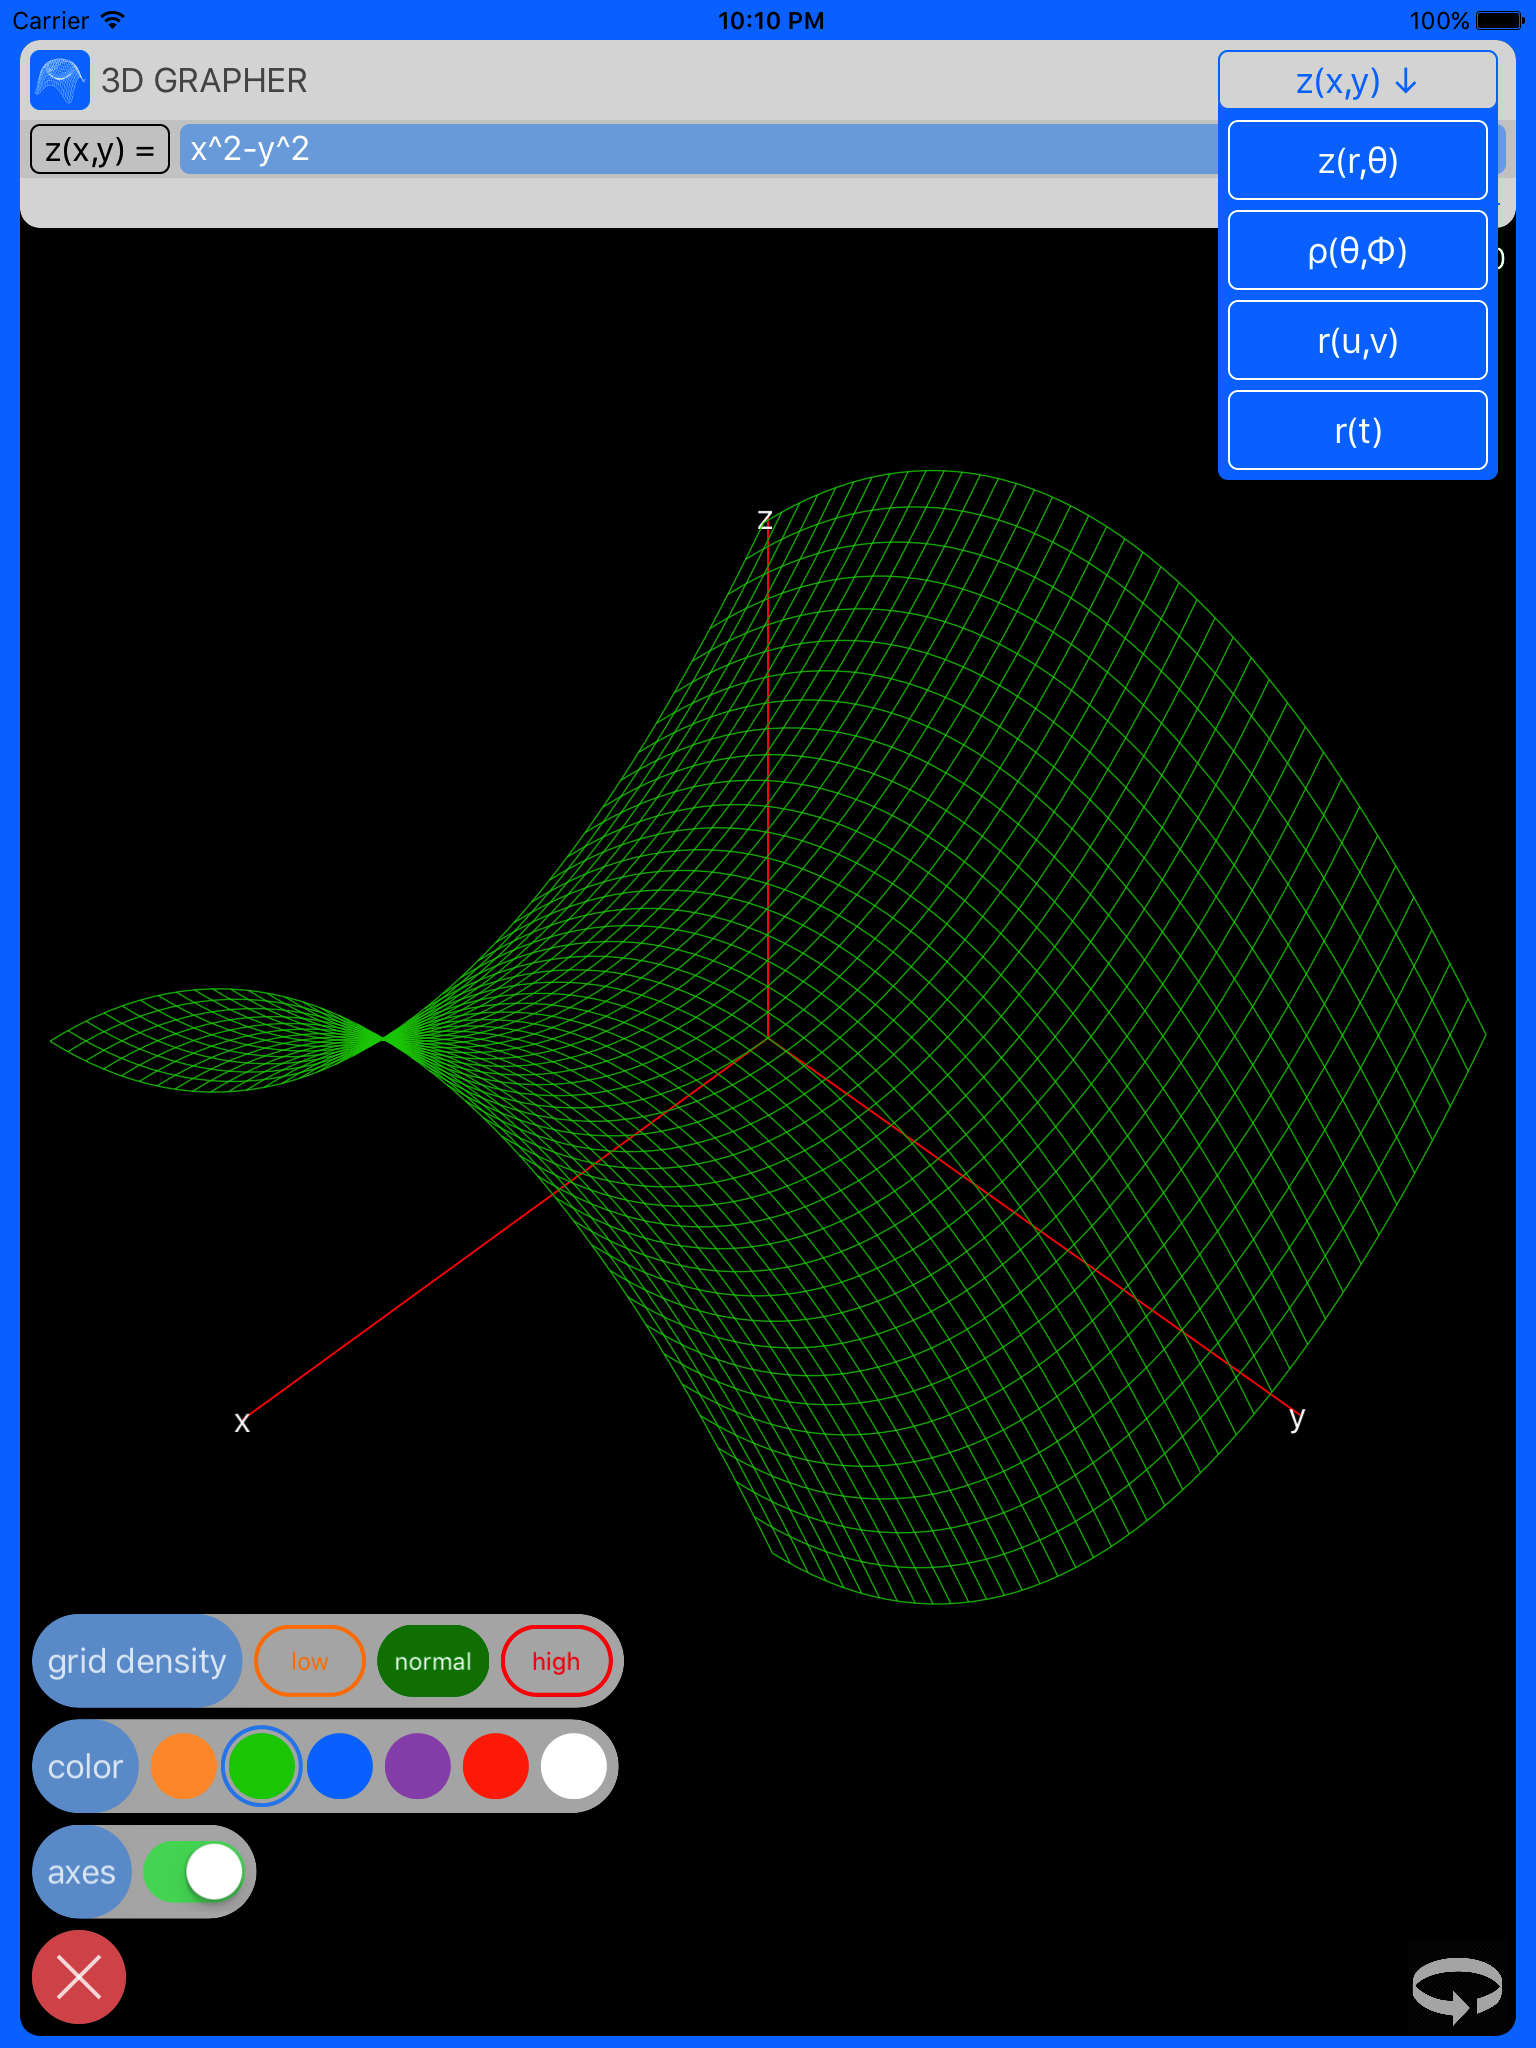 Carrier 10:10 PM 100%
3D GRAPHER
z(x,y) ↓
z(x,y) = x^2-y^2
z(r,θ)
ρ(θ,Φ)
r(u,v)
r(t)
z
x
y
grid density low normal high
color
axes